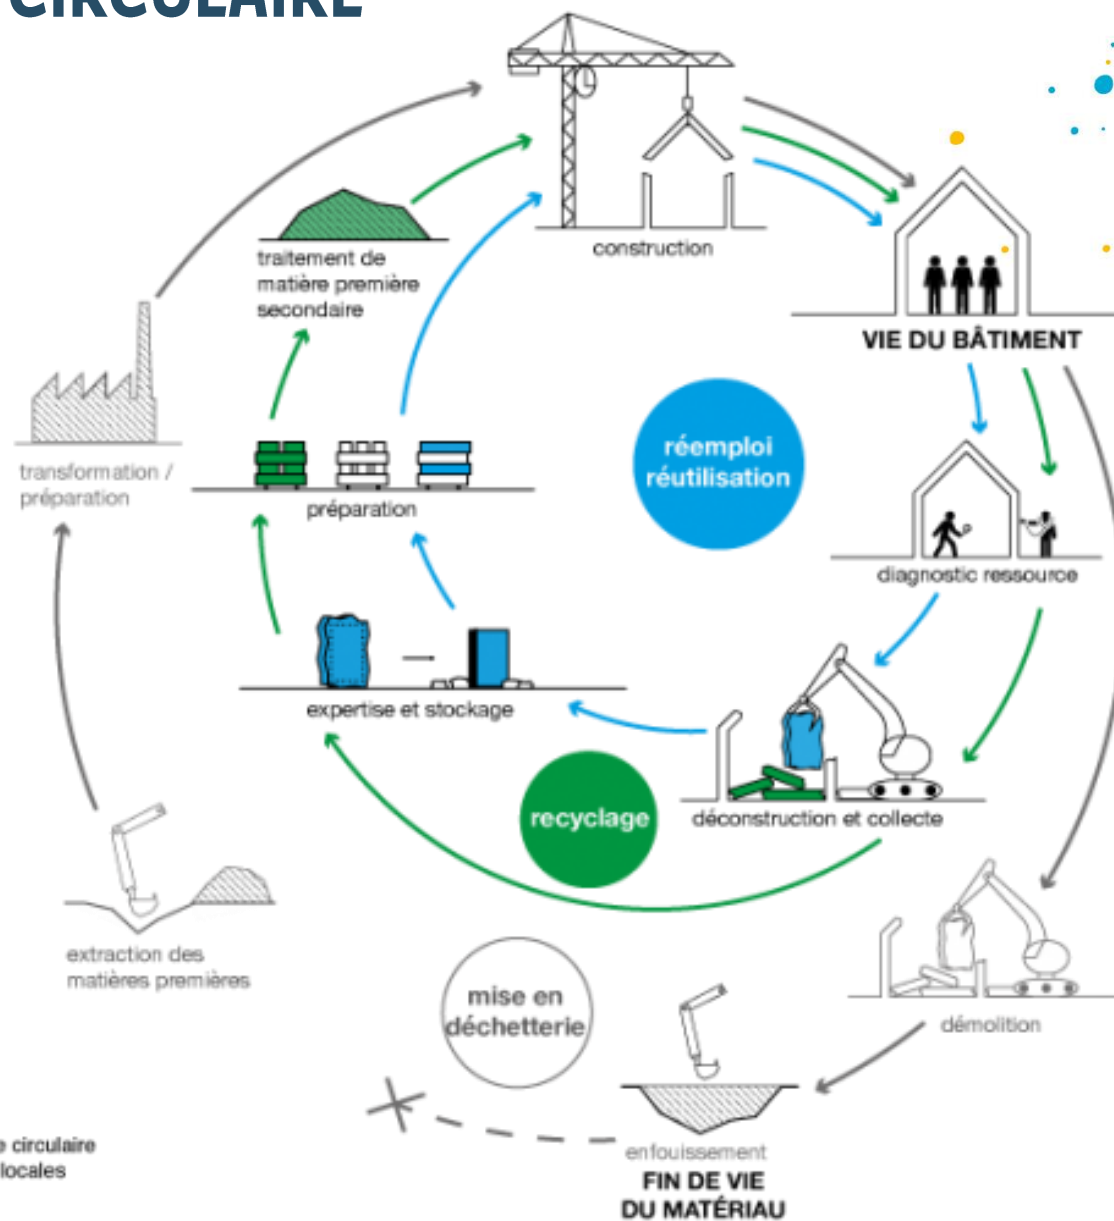 CIRCULAIRE
construction
traitement de
matière première
secondaire
VIE DU BÂTIMENT
réemploi
réutilisation
transformation /
préparation
préparation
diagnostic ressource
expertise et stockage
recyclage
déconstruction et collecte
extraction des
matières premières
mise en
déchetterie
démolition
e circulaire
locales
enfouissement
FIN DE VIE
DU MATÉRIAU